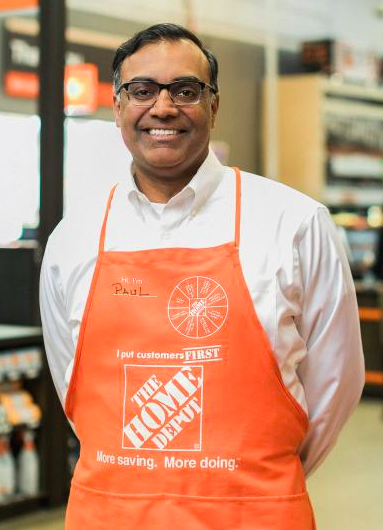 Hi, I'm
PAUL
I put customers FIRST
THE
HOME
DEPOT
More saving. More doing.